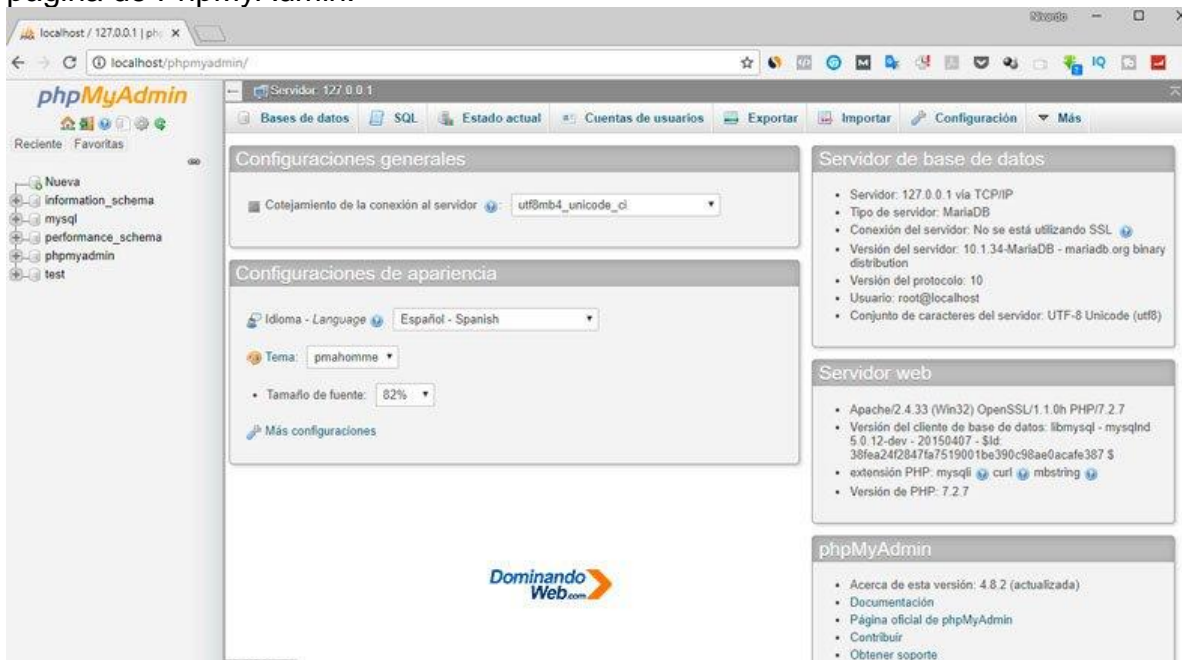 página de PhpMyAdmin.
localhost / 127.0.0.1 | ph
localhost/phpmyadmin/
phpMyAdmin
Reciente Favoritas
Nueva
information_schema
mysql
performance_schema
phpmyadmin
test
Servidor: 127.0.0.1
Bases de datos SQL Estado actual Cuentas de usuarios Exportar Importar Configuración Más
Configuraciones generales
Cotejamiento de la conexión al servidor : utf8mb4_unicode_ci
Configuraciones de apariencia
Idioma - Language Español - Spanish
Tema: pmahomme
• Tamaño de fuente: 82%
Más configuraciones
Dominando
Web.com
Servidor de base de datos
• Servidor: 127.0.0.1 via TCP/IP
• Tipo de servidor: MariaDB
• Conexión del servidor: No se está utilizando SSL
• Versión del servidor: 10.1.34-MariaDB - mariadb.org binary
distribution
• Versión del protocolo: 10
• Usuario: root@localhost
• Conjunto de caracteres del servidor: UTF-8 Unicode (utf8)
Servidor web
• Apache/2.4.33 (Win32) OpenSSL/1.1.0h PHP/7.2.7
• Versión del cliente de base de datos: libmysql - mysqlnd
5.0.12-dev - 20150407 - $Id:
38fea24f2847fa7519001be390c98ae0acafe387 $
• extensión PHP: mysqli curl mbstring
• Versión de PHP: 7.2.7
phpMyAdmin
• Acerca de esta versión: 4.8.2 (actualizada)
• Documentación
• Página oficial de phpMyAdmin
• Contribuir
• Obtener soporte